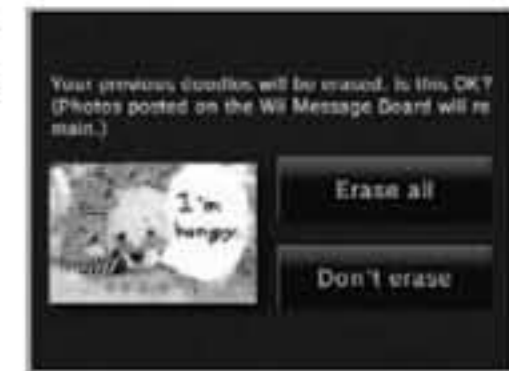 Your previous doodles will be erased. Is this OK?
(Photos posted on the Wii Message Board will re
main.)
I'm
hungry.
Erase all
Don't erase